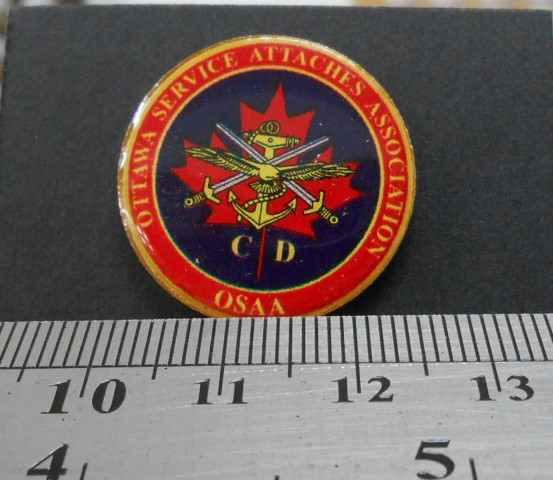 OTTAWA SERVICE ATTACHES ASSOCIATION
C D
OSAA
10 11 12 13
4 5